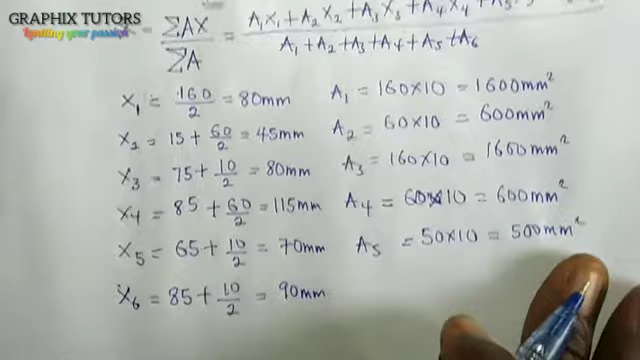 GRAPHIX TUTORS
Igniting your passion
= ΣAX / ΣA = A₁X₁ + A₂X₂ + A₃X₃ + A₄X₄ + A₅ / A₁ + A₂ + A₃ + A₄ + A₅ + A₆
X₁ = 160/2 = 80mm
X₂ = 15 + 60/2 = 45mm
X₃ = 75 + 10/2 = 80mm
X₄ = 85 + 60/2 = 115mm
X₅ = 65 + 10/2 = 70mm
X₆ = 85 + 10/2 = 90mm
A₁ = 160×10 = 1600mm²
A₂ = 60×10 = 600mm²
A₃ = 160×10 = 1600mm²
A₄ = 60×10 = 600mm²
A₅ = 50×10 = 500mm²